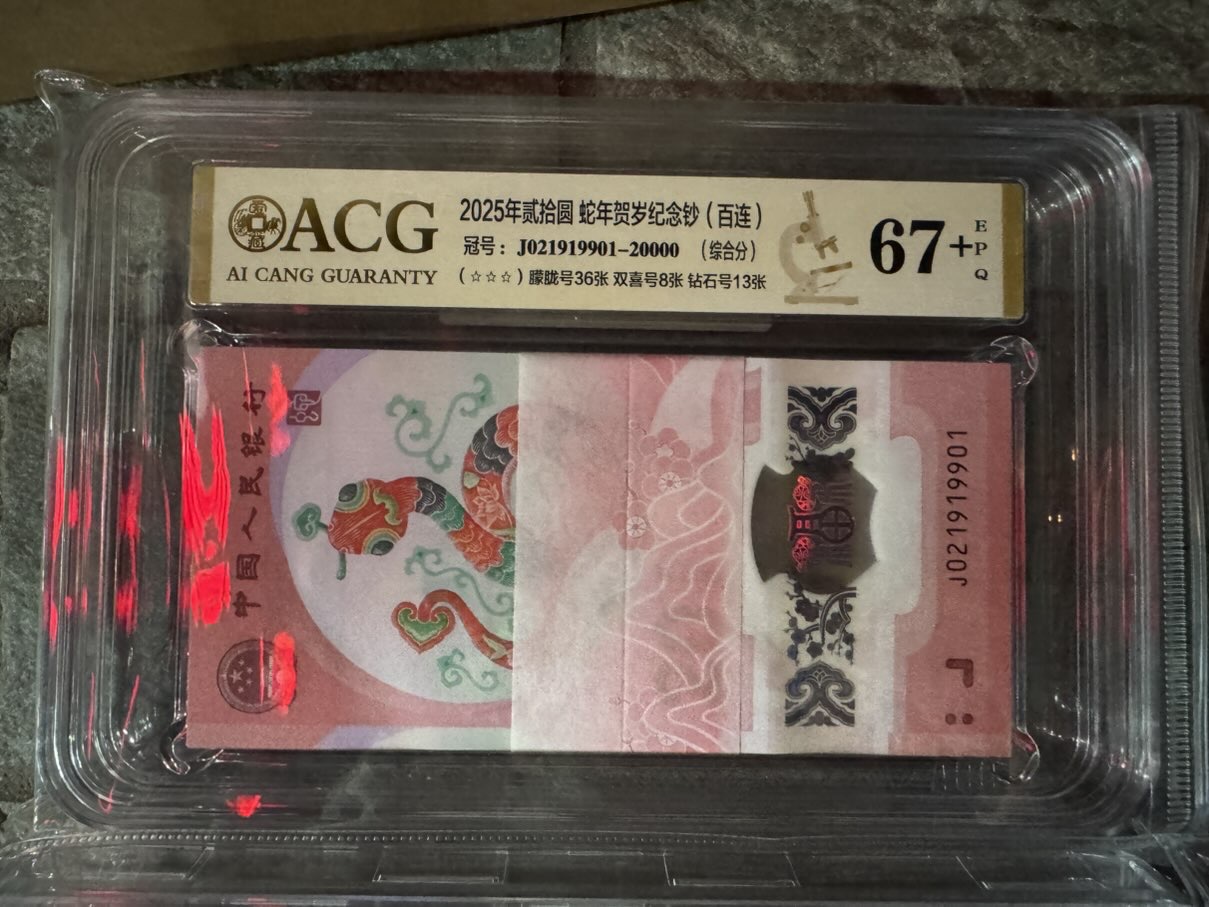 ACG
AI CANG GUARANTY
2025年贰拾圆 蛇年贺岁纪念钞(百连)
冠号:J021919901-20000 (综合分)
(☆☆☆)朦胧号36张 双喜号8张 钻石号13张
67+
EPQ
中国人民银行
J021919901